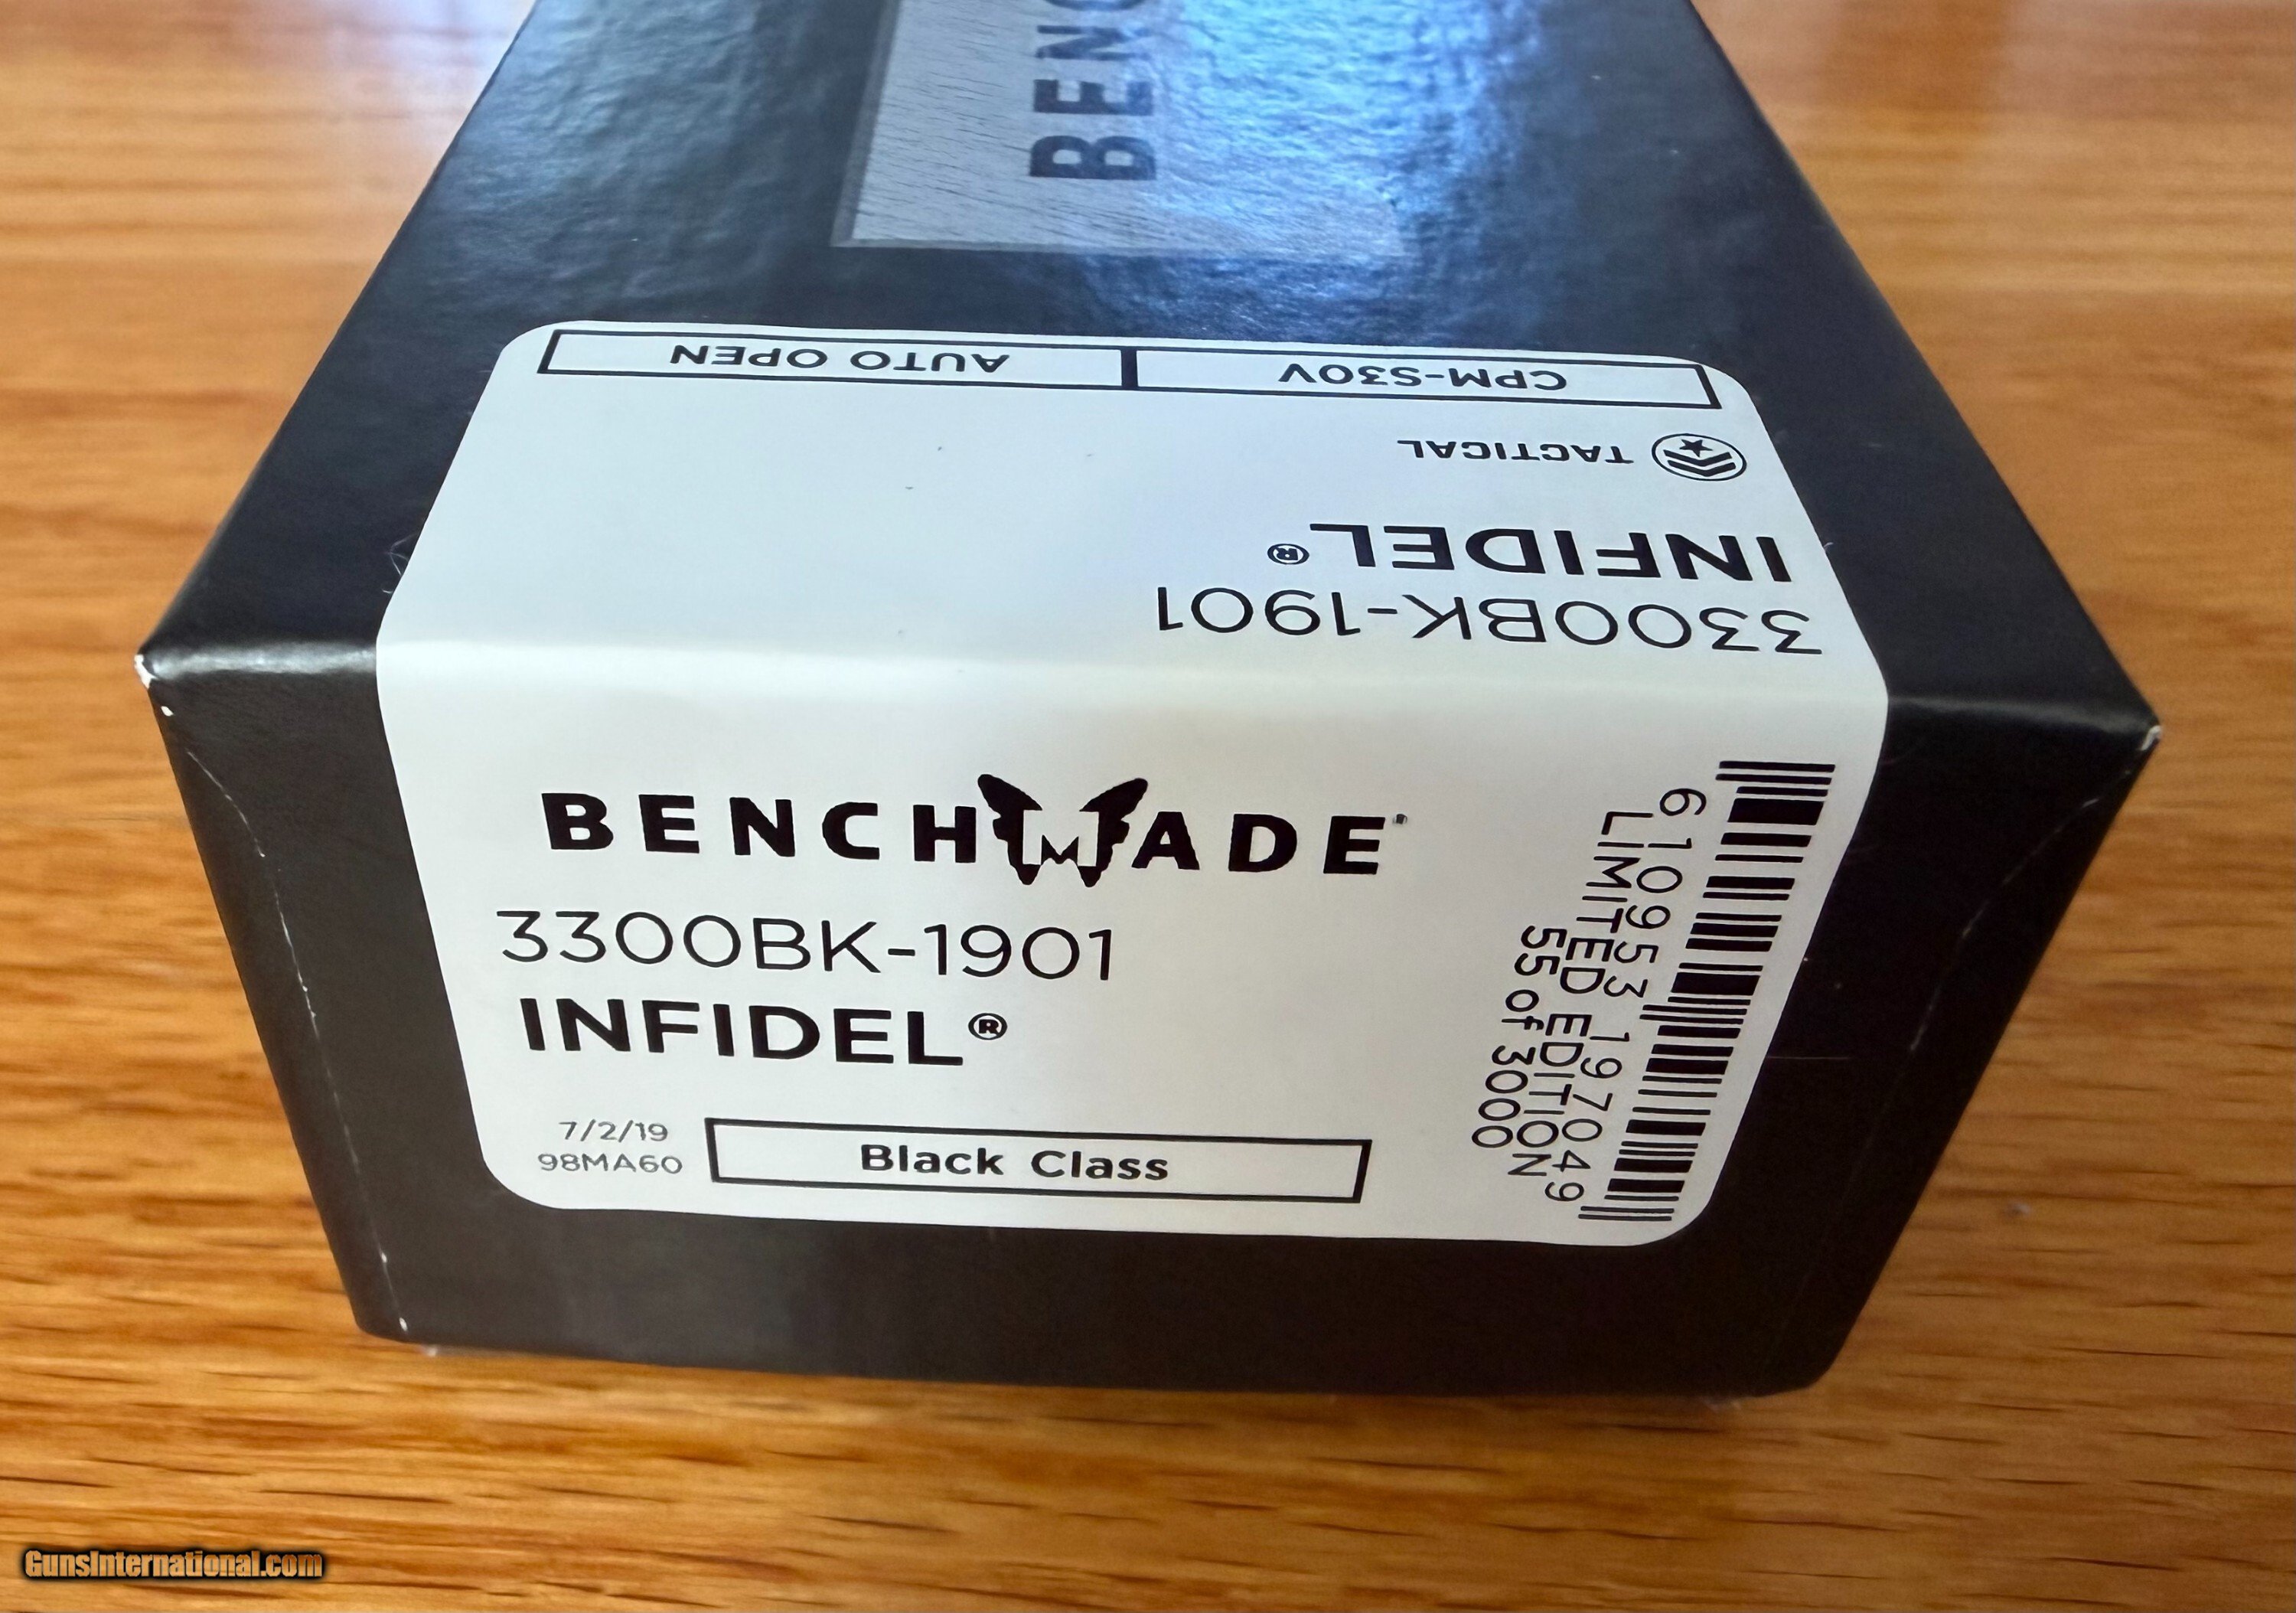 BENC
AUTO OPEN
CPM-S30V
TACTICAL
INFIDEL®
3300BK-1901
BENCHMADE
3300BK-1901
INFIDEL®
7/2/19
98MA60
Black Class
6 10953 19704 9
LIMITED EDITION
55 of 3000
GunsInternational.com